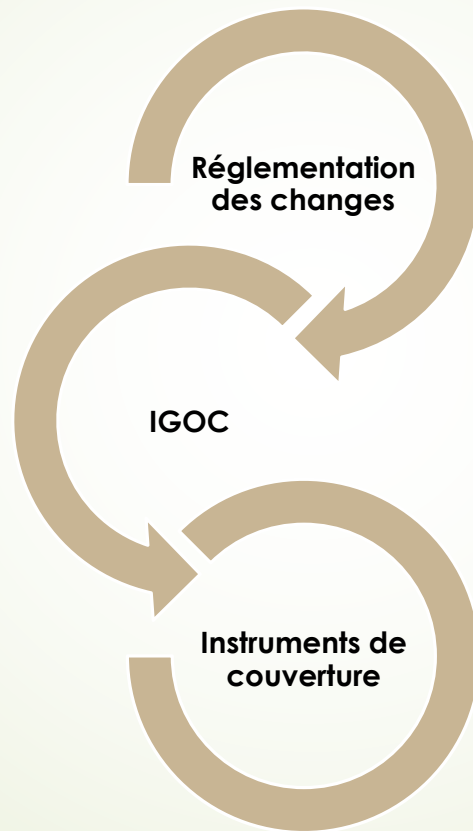 Réglementation
des changes
IGOC
Instruments de
couverture